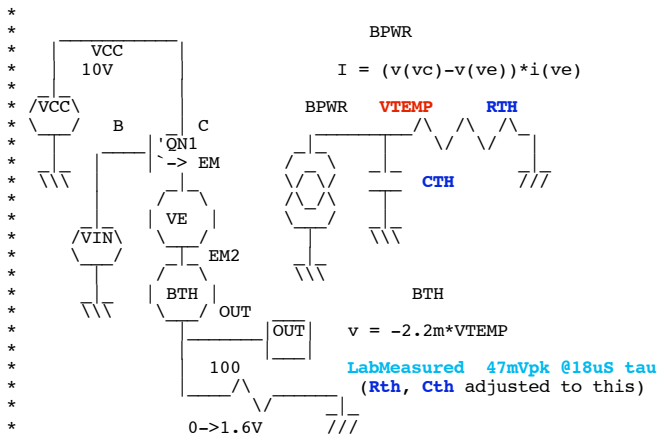 BPWR
VCC
10V I = (v(vc)-v(ve))*i(ve)
VCC BPWR VTEMP RTH
B C
'QN1
`-> EM
CTH
VE
VIN
EM2
BTH BTH
OUT
OUT v = -2.2m*VTEMP
100 LabMeasured 47mVpk @18uS tau
(Rth, Cth adjusted to this)
0->1.6V